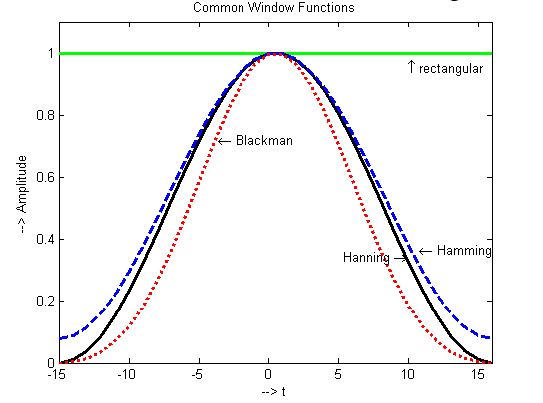 Common Window Functions
1
↑ rectangular
0.8
← Blackman
0.6
--> Amplitude
0.4
Hanning →
← Hamming
0.2
0
-15
-10
-5
0
5
10
15
--> t